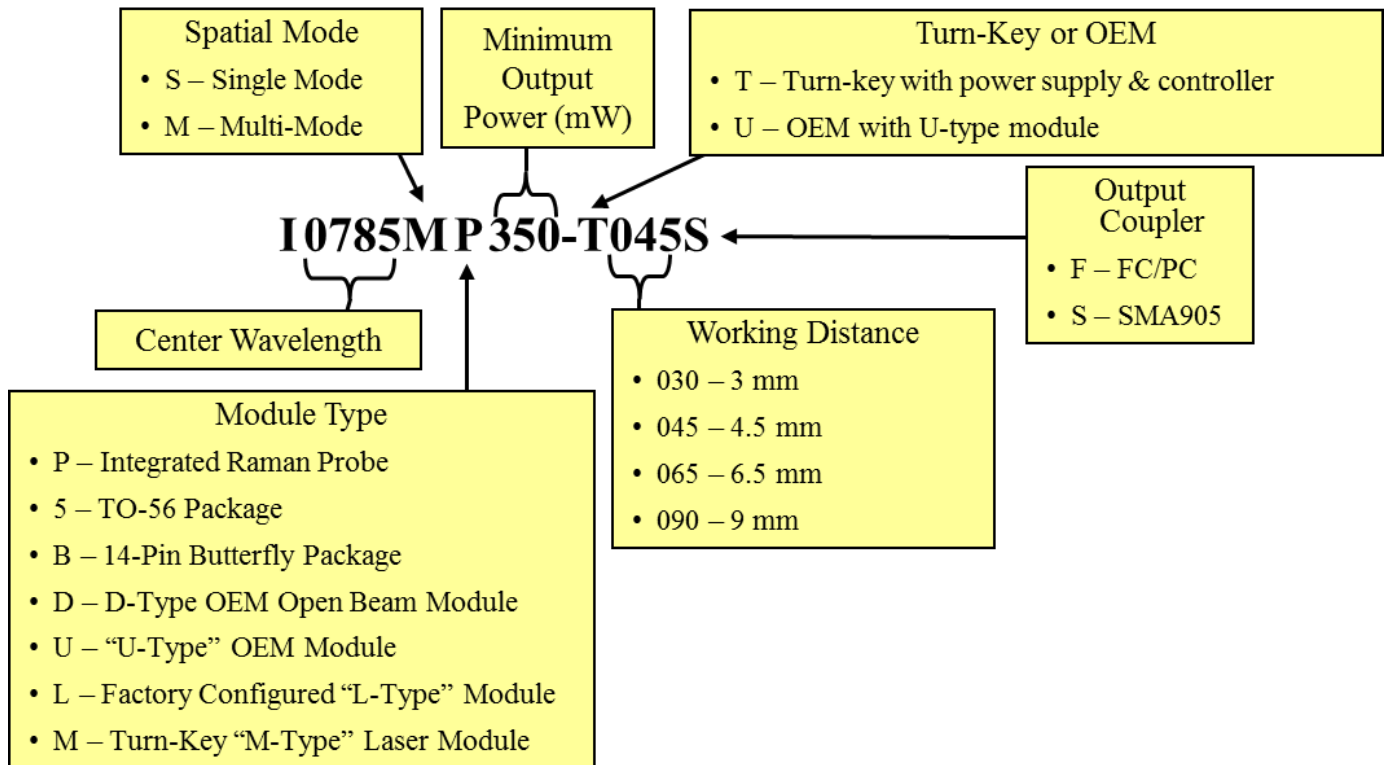 Spatial Mode
• S – Single Mode
• M – Multi-Mode
Minimum
Output
Power (mW)
Turn-Key or OEM
• T – Turn-key with power supply & controller
• U – OEM with U-type module
I0785MP350-T045S
Output
Coupler
• F – FC/PC
• S – SMA905
Center Wavelength
Working Distance
• 030 – 3 mm
• 045 – 4.5 mm
• 065 – 6.5 mm
• 090 – 9 mm
Module Type
• P – Integrated Raman Probe
• 5 – TO-56 Package
• B – 14-Pin Butterfly Package
• D – D-Type OEM Open Beam Module
• U – “U-Type” OEM Module
• L – Factory Configured “L-Type” Module
• M – Turn-Key “M-Type” Laser Module